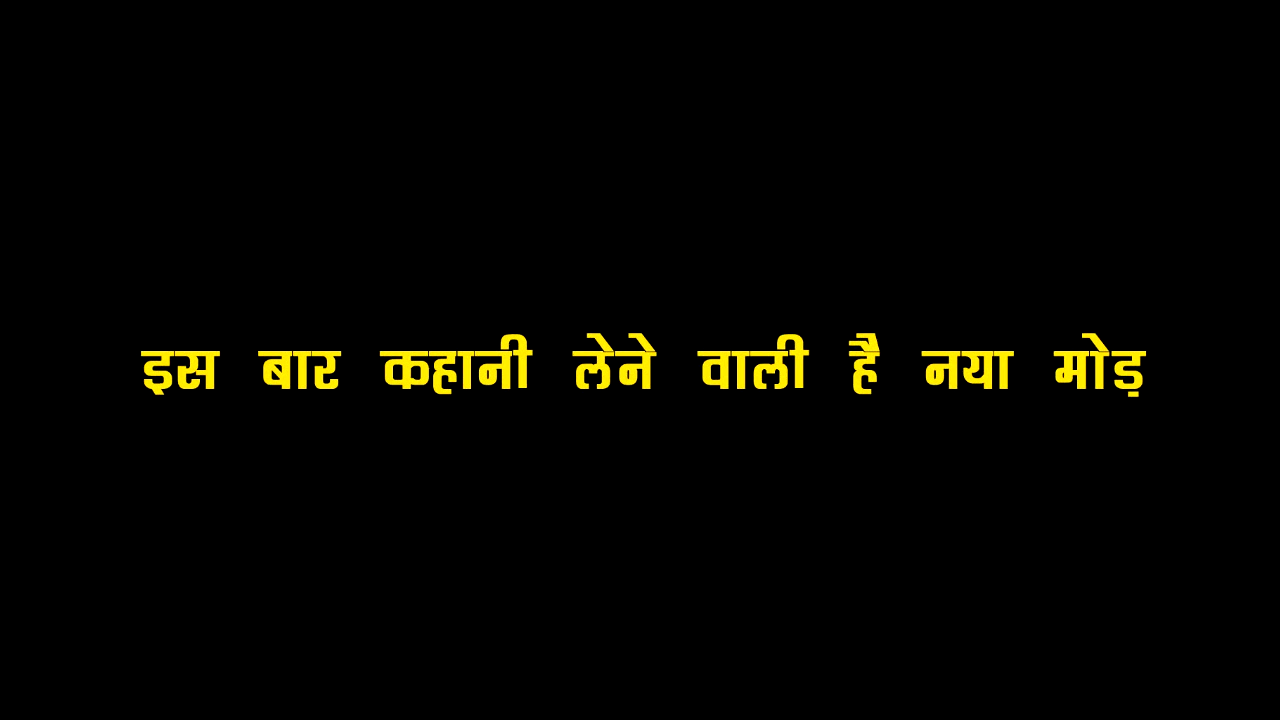 इस बार कहानी लेने वाली है नया मोड़